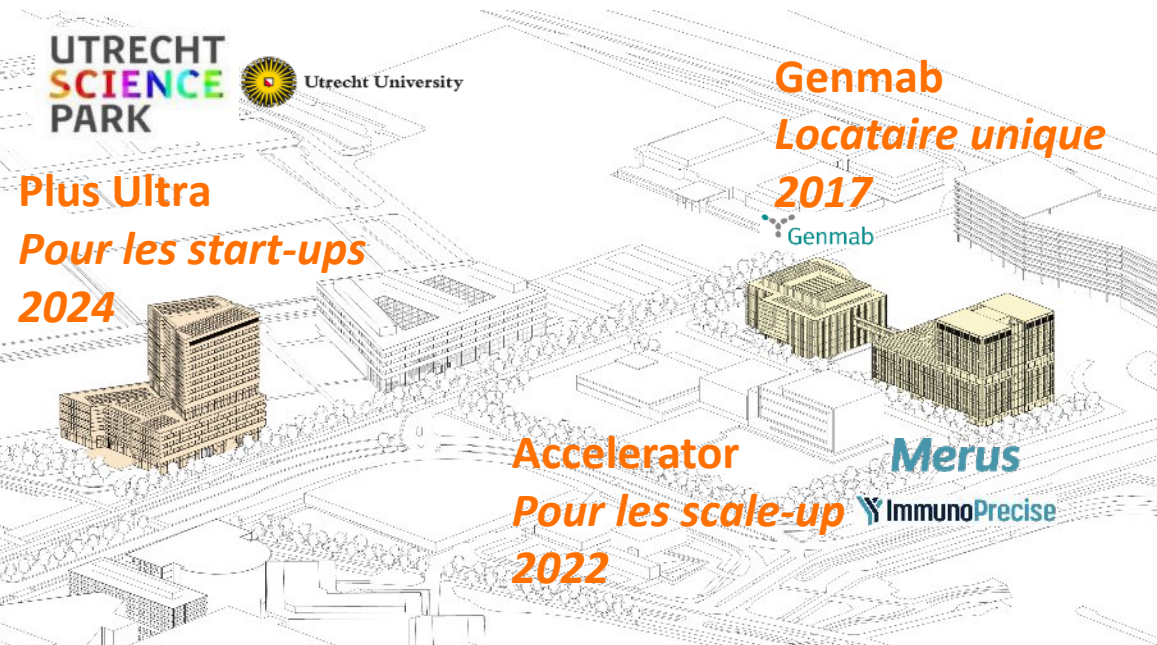 UTRECHT
SCIENCE
PARK
Utrecht University
Genmab
Locataire unique
2017
Genmab
Plus Ultra
Pour les start-ups
2024
Accelerator
Pour les scale-up
2022
Merus
ImmunoPrecise